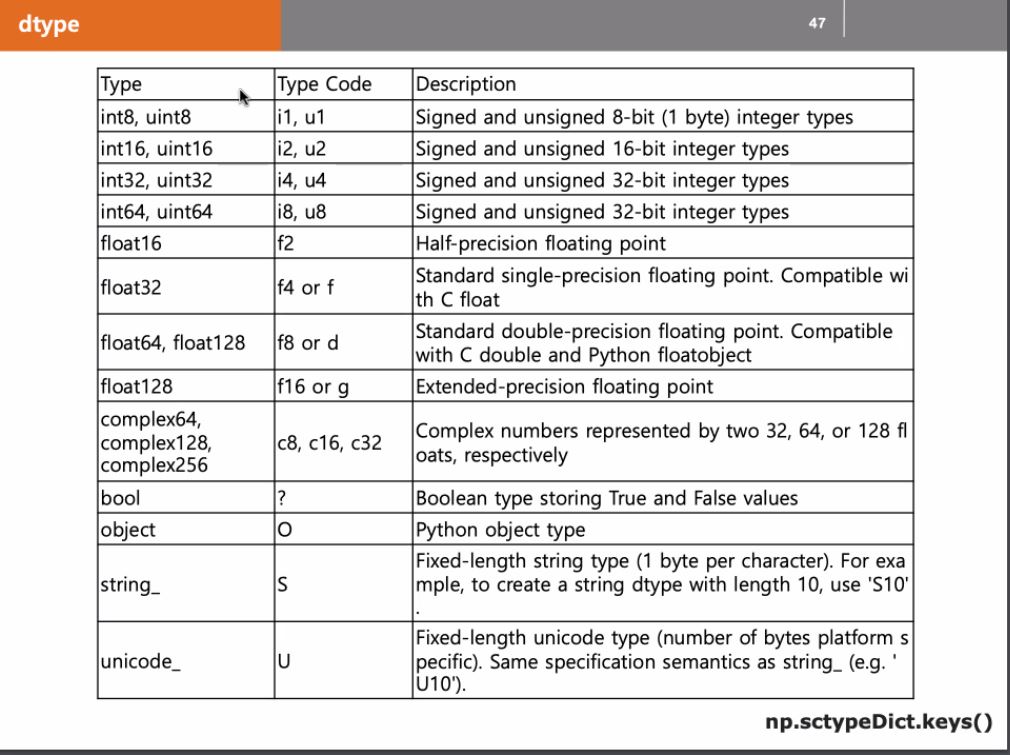 dtype
47
Type Type Code Description
int8, uint8 i1, u1 Signed and unsigned 8-bit (1 byte) integer types
int16, uint16 i2, u2 Signed and unsigned 16-bit integer types
int32, uint32 i4, u4 Signed and unsigned 32-bit integer types
int64, uint64 i8, u8 Signed and unsigned 32-bit integer types
float16 f2 Half-precision floating point
float32 f4 or f Standard single-precision floating point. Compatible wi
th C float
float64, float128 f8 or d Standard double-precision floating point. Compatible
with C double and Python floatobject
float128 f16 or g Extended-precision floating point
complex64,
complex128,
complex256
c8, c16, c32
Complex numbers represented by two 32, 64, or 128 fl
oats, respectively
bool ? Boolean type storing True and False values
object O Python object type
string_ S Fixed-length string type (1 byte per character). For exa
mple, to create a string dtype with length 10, use 'S10'
.
unicode_ U Fixed-length unicode type (number of bytes platform s
pecific). Same specification semantics as string_ (e.g. '
U10').
np.sctypeDict.keys()